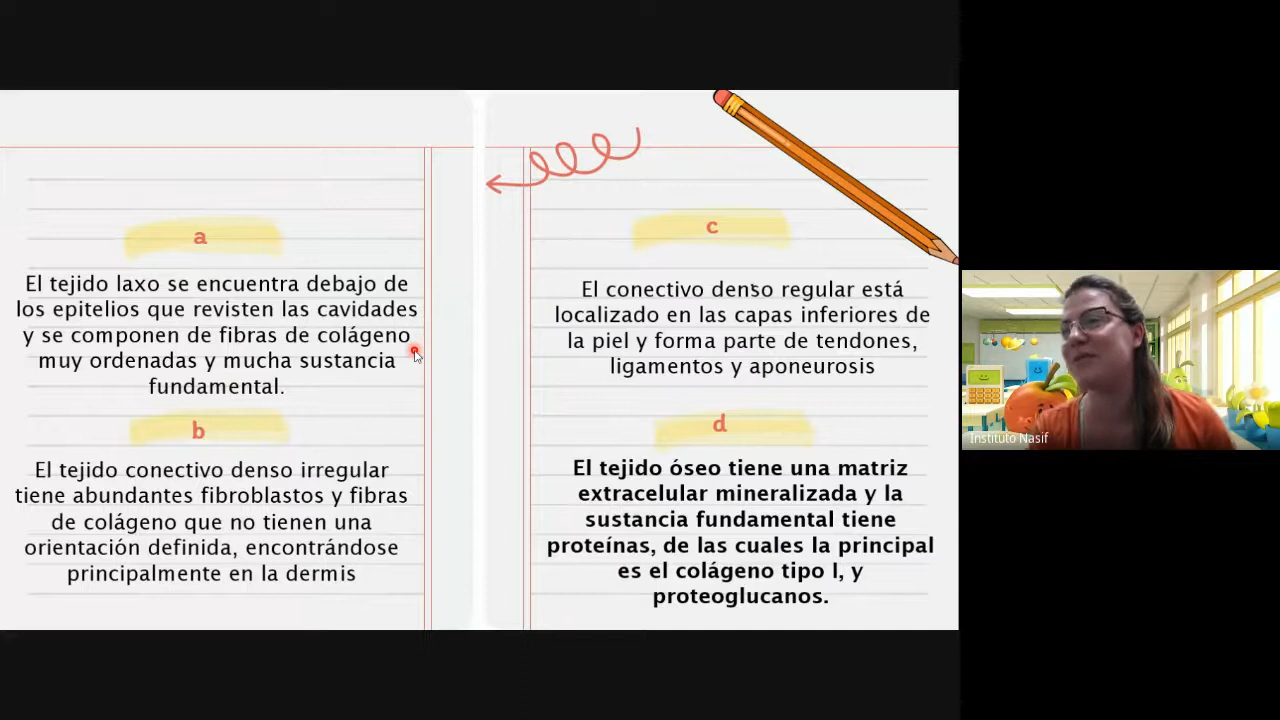 a
El tejido laxo se encuentra debajo de
los epitelios que revisten las cavidades
y se componen de fibras de colágeno
muy ordenadas y mucha sustancia
fundamental.
b
El tejido conectivo denso irregular
tiene abundantes fibroblastos y fibras
de colágeno que no tienen una
orientación definida, encontrándose
principalmente en la dermis
c
El conectivo denso regular está
localizado en las capas inferiores de
la piel y forma parte de tendones,
ligamentos y aponeurosis
d
El tejido óseo tiene una matriz
extracelular mineralizada y la
sustancia fundamental tiene
proteínas, de las cuales la principal
es el colágeno tipo I, y
proteoglucanos.
Instituto Nasif